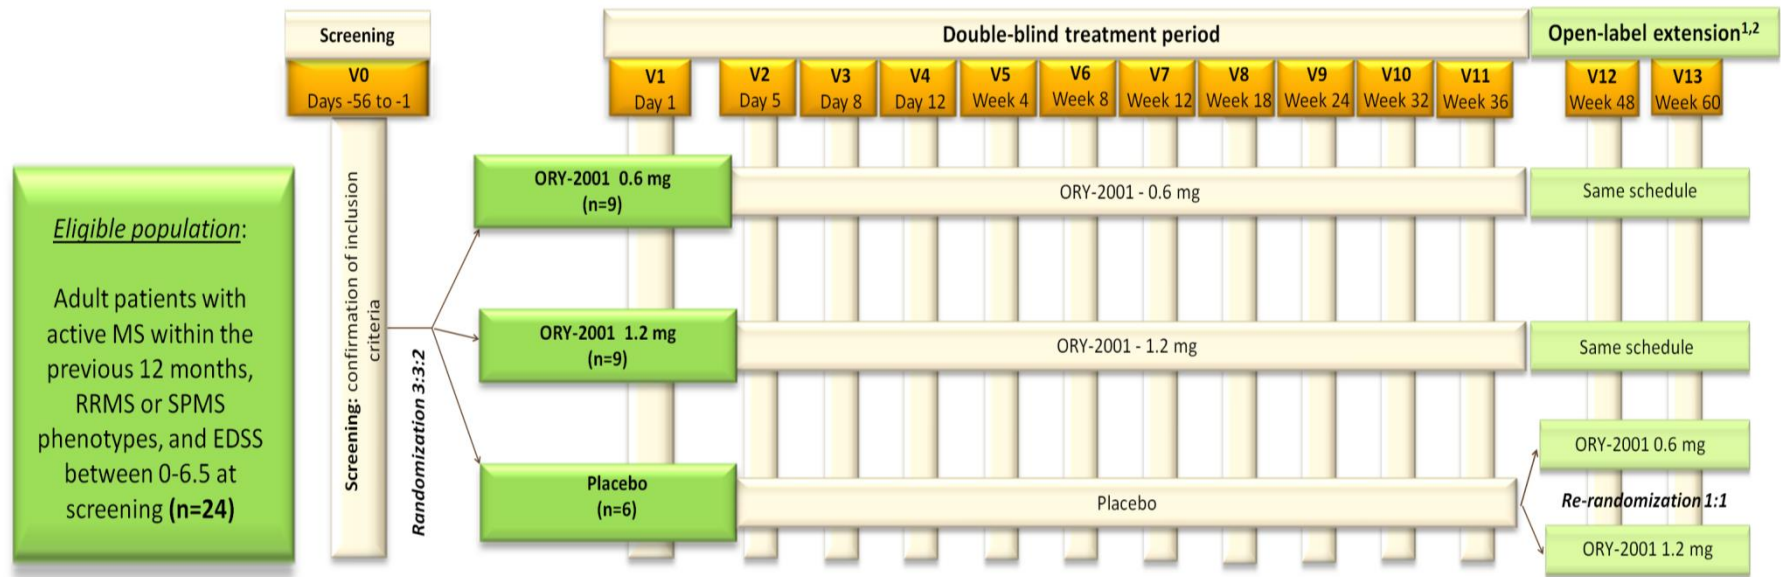 Screening
Double-blind treatment period
Open-label extension1,2
V0
Days -56 to -1
V1
Day 1
V2
Day 5
V3
Day 8
V4
Day 12
V5
Week 4
V6
Week 8
V7
Week 12
V8
Week 18
V9
Week 24
V10
Week 32
V11
Week 36
V12
Week 48
V13
Week 60
Eligible population:
Adult patients with
active MS within the
previous 12 months,
RRMS or SPMS
phenotypes, and EDSS
between 0-6.5 at
screening (n=24)
Screening: confirmation of inclusion
criteria
Randomization 3:3:2
ORY-2001 0.6 mg
(n=9)
ORY-2001 - 0.6 mg
Same schedule
ORY-2001 1.2 mg
(n=9)
ORY-2001 - 1.2 mg
Same schedule
Placebo
(n=6)
Placebo
ORY-2001 0.6 mg
Re-randomization 1:1
ORY-2001 1.2 mg